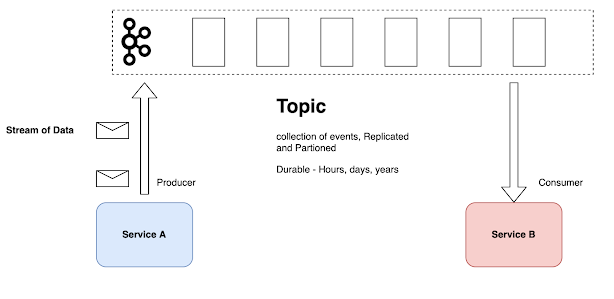 Topic
collection of events, Replicated
and Partioned
Durable - Hours, days, years
Stream of Data
Producer
Consumer
Service A
Service B